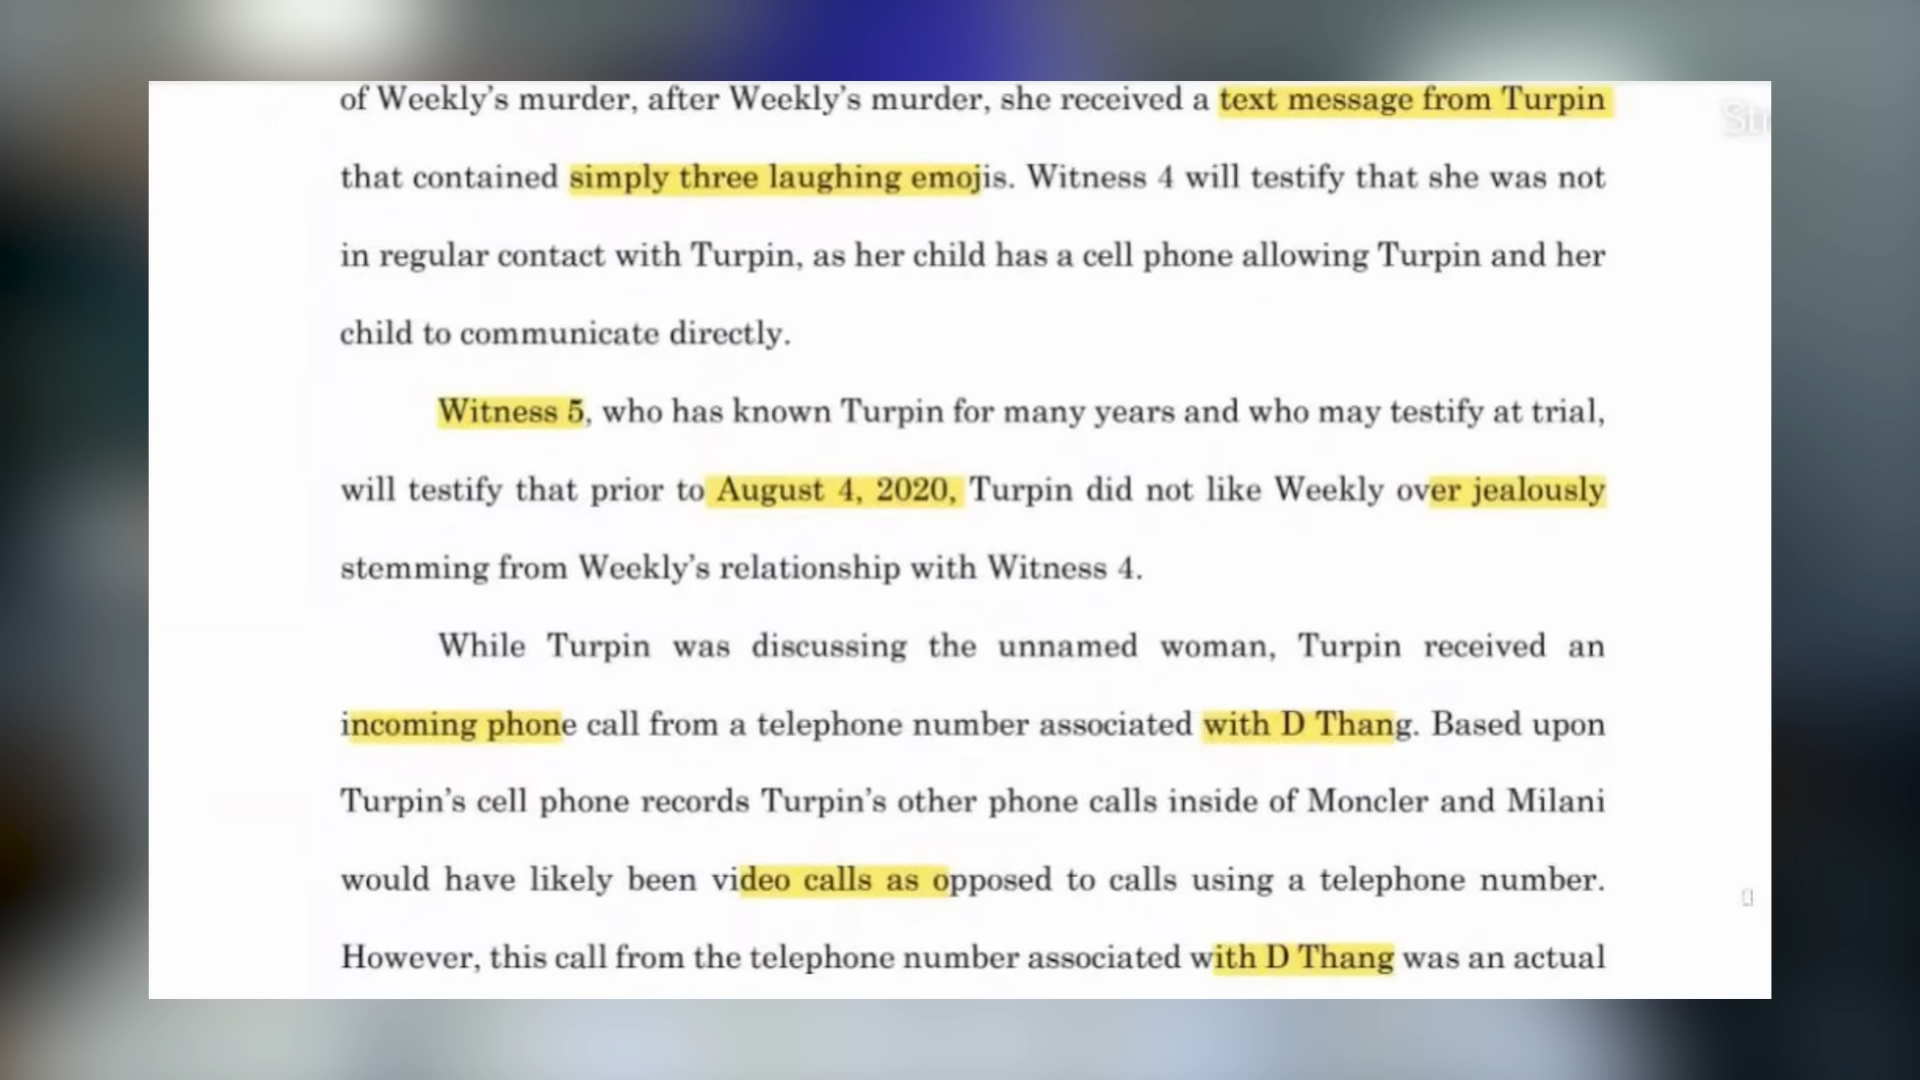 of Weekly’s murder, after Weekly’s murder, she received a text message from Turpin
that contained simply three laughing emojis. Witness 4 will testify that she was not
in regular contact with Turpin, as her child has a cell phone allowing Turpin and her
child to communicate directly.
Witness 5, who has known Turpin for many years and who may testify at trial,
will testify that prior to August 4, 2020, Turpin did not like Weekly over jealously
stemming from Weekly’s relationship with Witness 4.
While Turpin was discussing the unnamed woman, Turpin received an
incoming phone call from a telephone number associated with D Thang. Based upon
Turpin’s cell phone records Turpin’s other phone calls inside of Moncler and Milani
would have likely been video calls as opposed to calls using a telephone number.
However, this call from the telephone number associated with D Thang was an actual